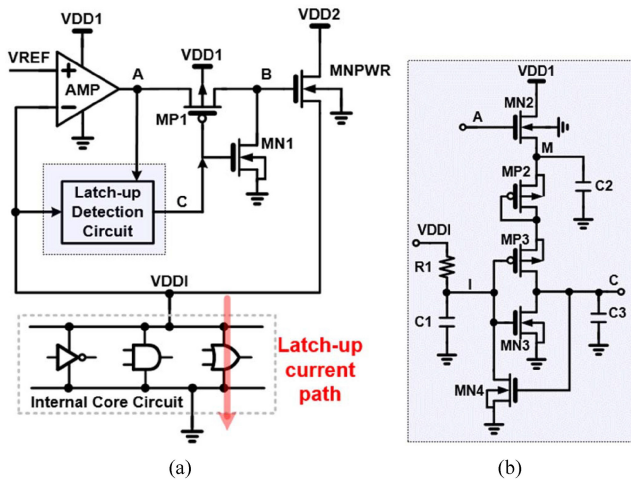 VDD1
VREF
AMP
A
VDD1
B
VDD2
MNPWR
MP1
MN1
C
Latch-up
Detection
Circuit
VDDI
Latch-up
current
path
Internal Core Circuit
(a)
VDD1
MN2
A
M
C2
MP2
VDDI
MP3
R1
I
C
C1
MN3
C3
MN4
(b)